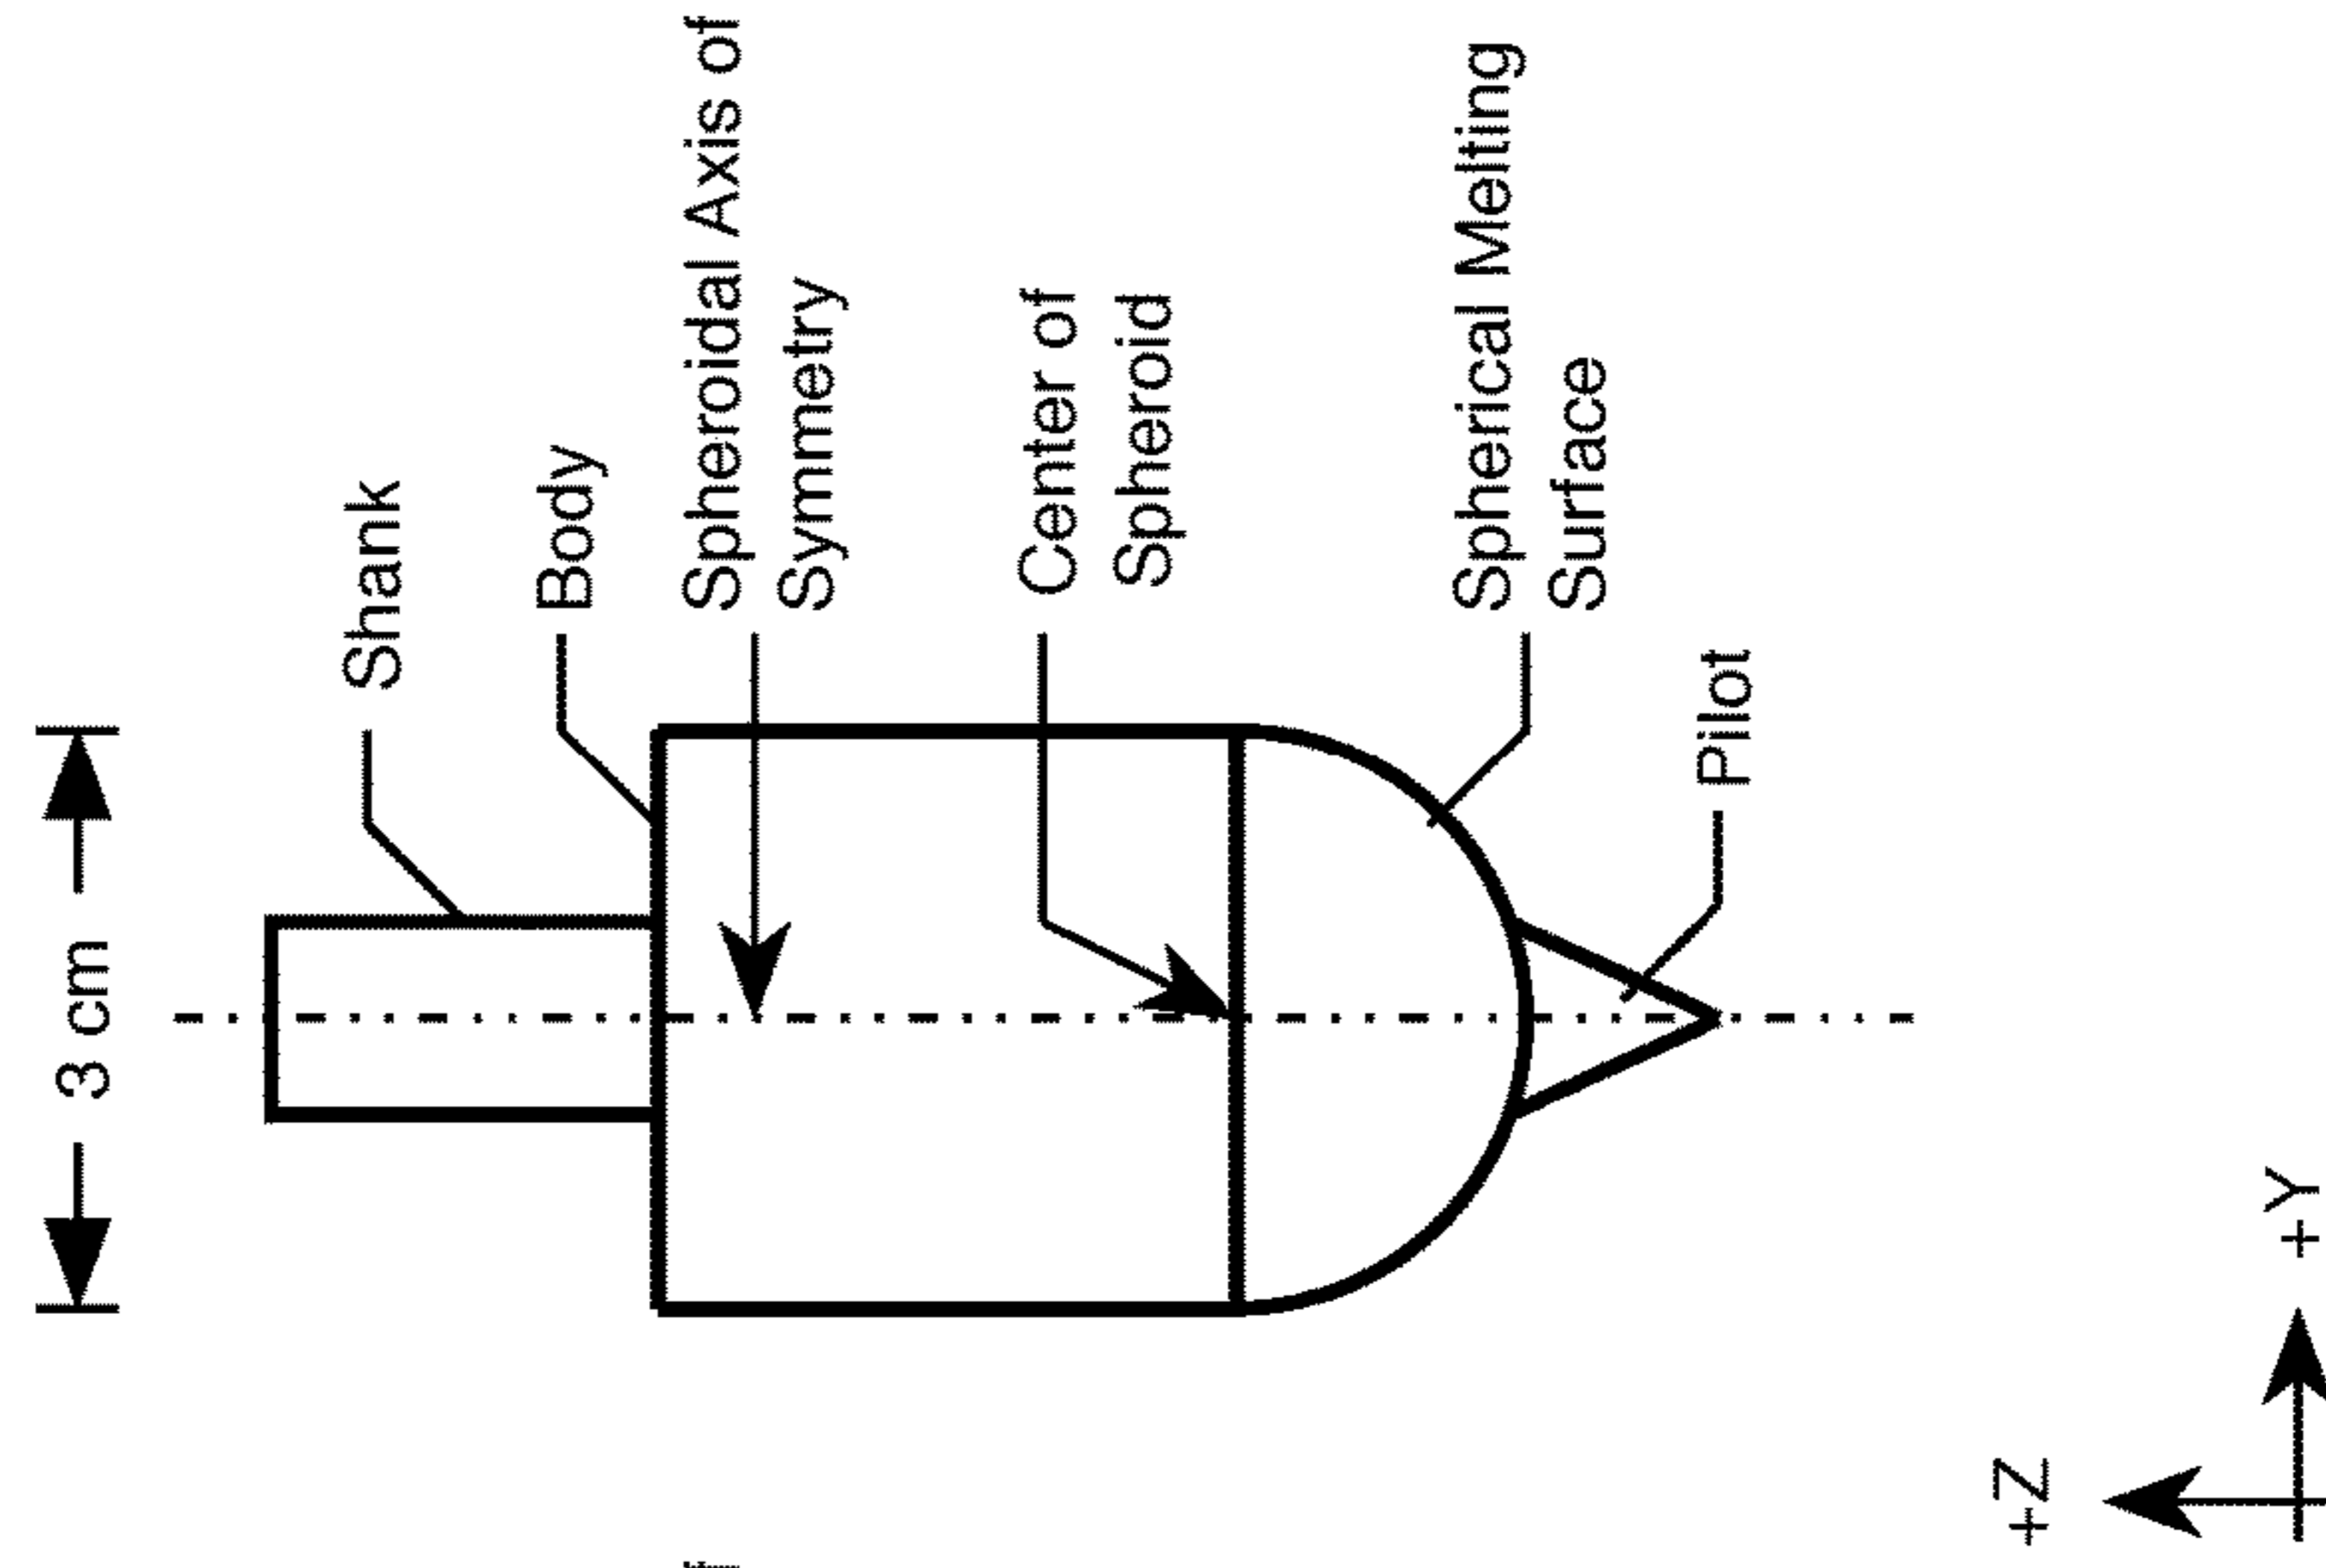 3 cm
Shank
Body
Spheroidal Axis of
Symmetry
Center of
Spheroid
Spherical Melting
Surface
Pilot
+Z
+Y